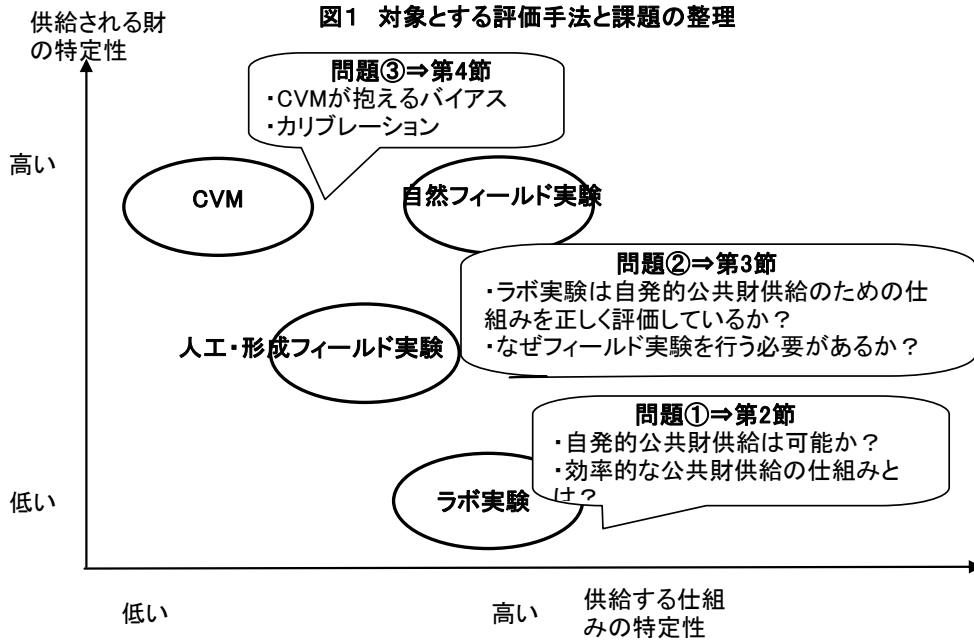 図1 対象とする評価手法と課題の整理
供給される財
の特定性
問題③⇒第4節
・CVMが抱えるバイアス
・カリブレーション
高い
CVM
自然フィールド実験
問題②⇒第3節
・ラボ実験は自発的公共財供給のための仕
組みを正しく評価しているか？
・なぜフィールド実験を行う必要があるか？
人工・形成フィールド実験
問題①⇒第2節
・自発的公共財供給は可能か？
・効率的な公共財供給の仕組みと
は？
低い
ラボ実験
低い
高い
供給する仕組
みの特定性